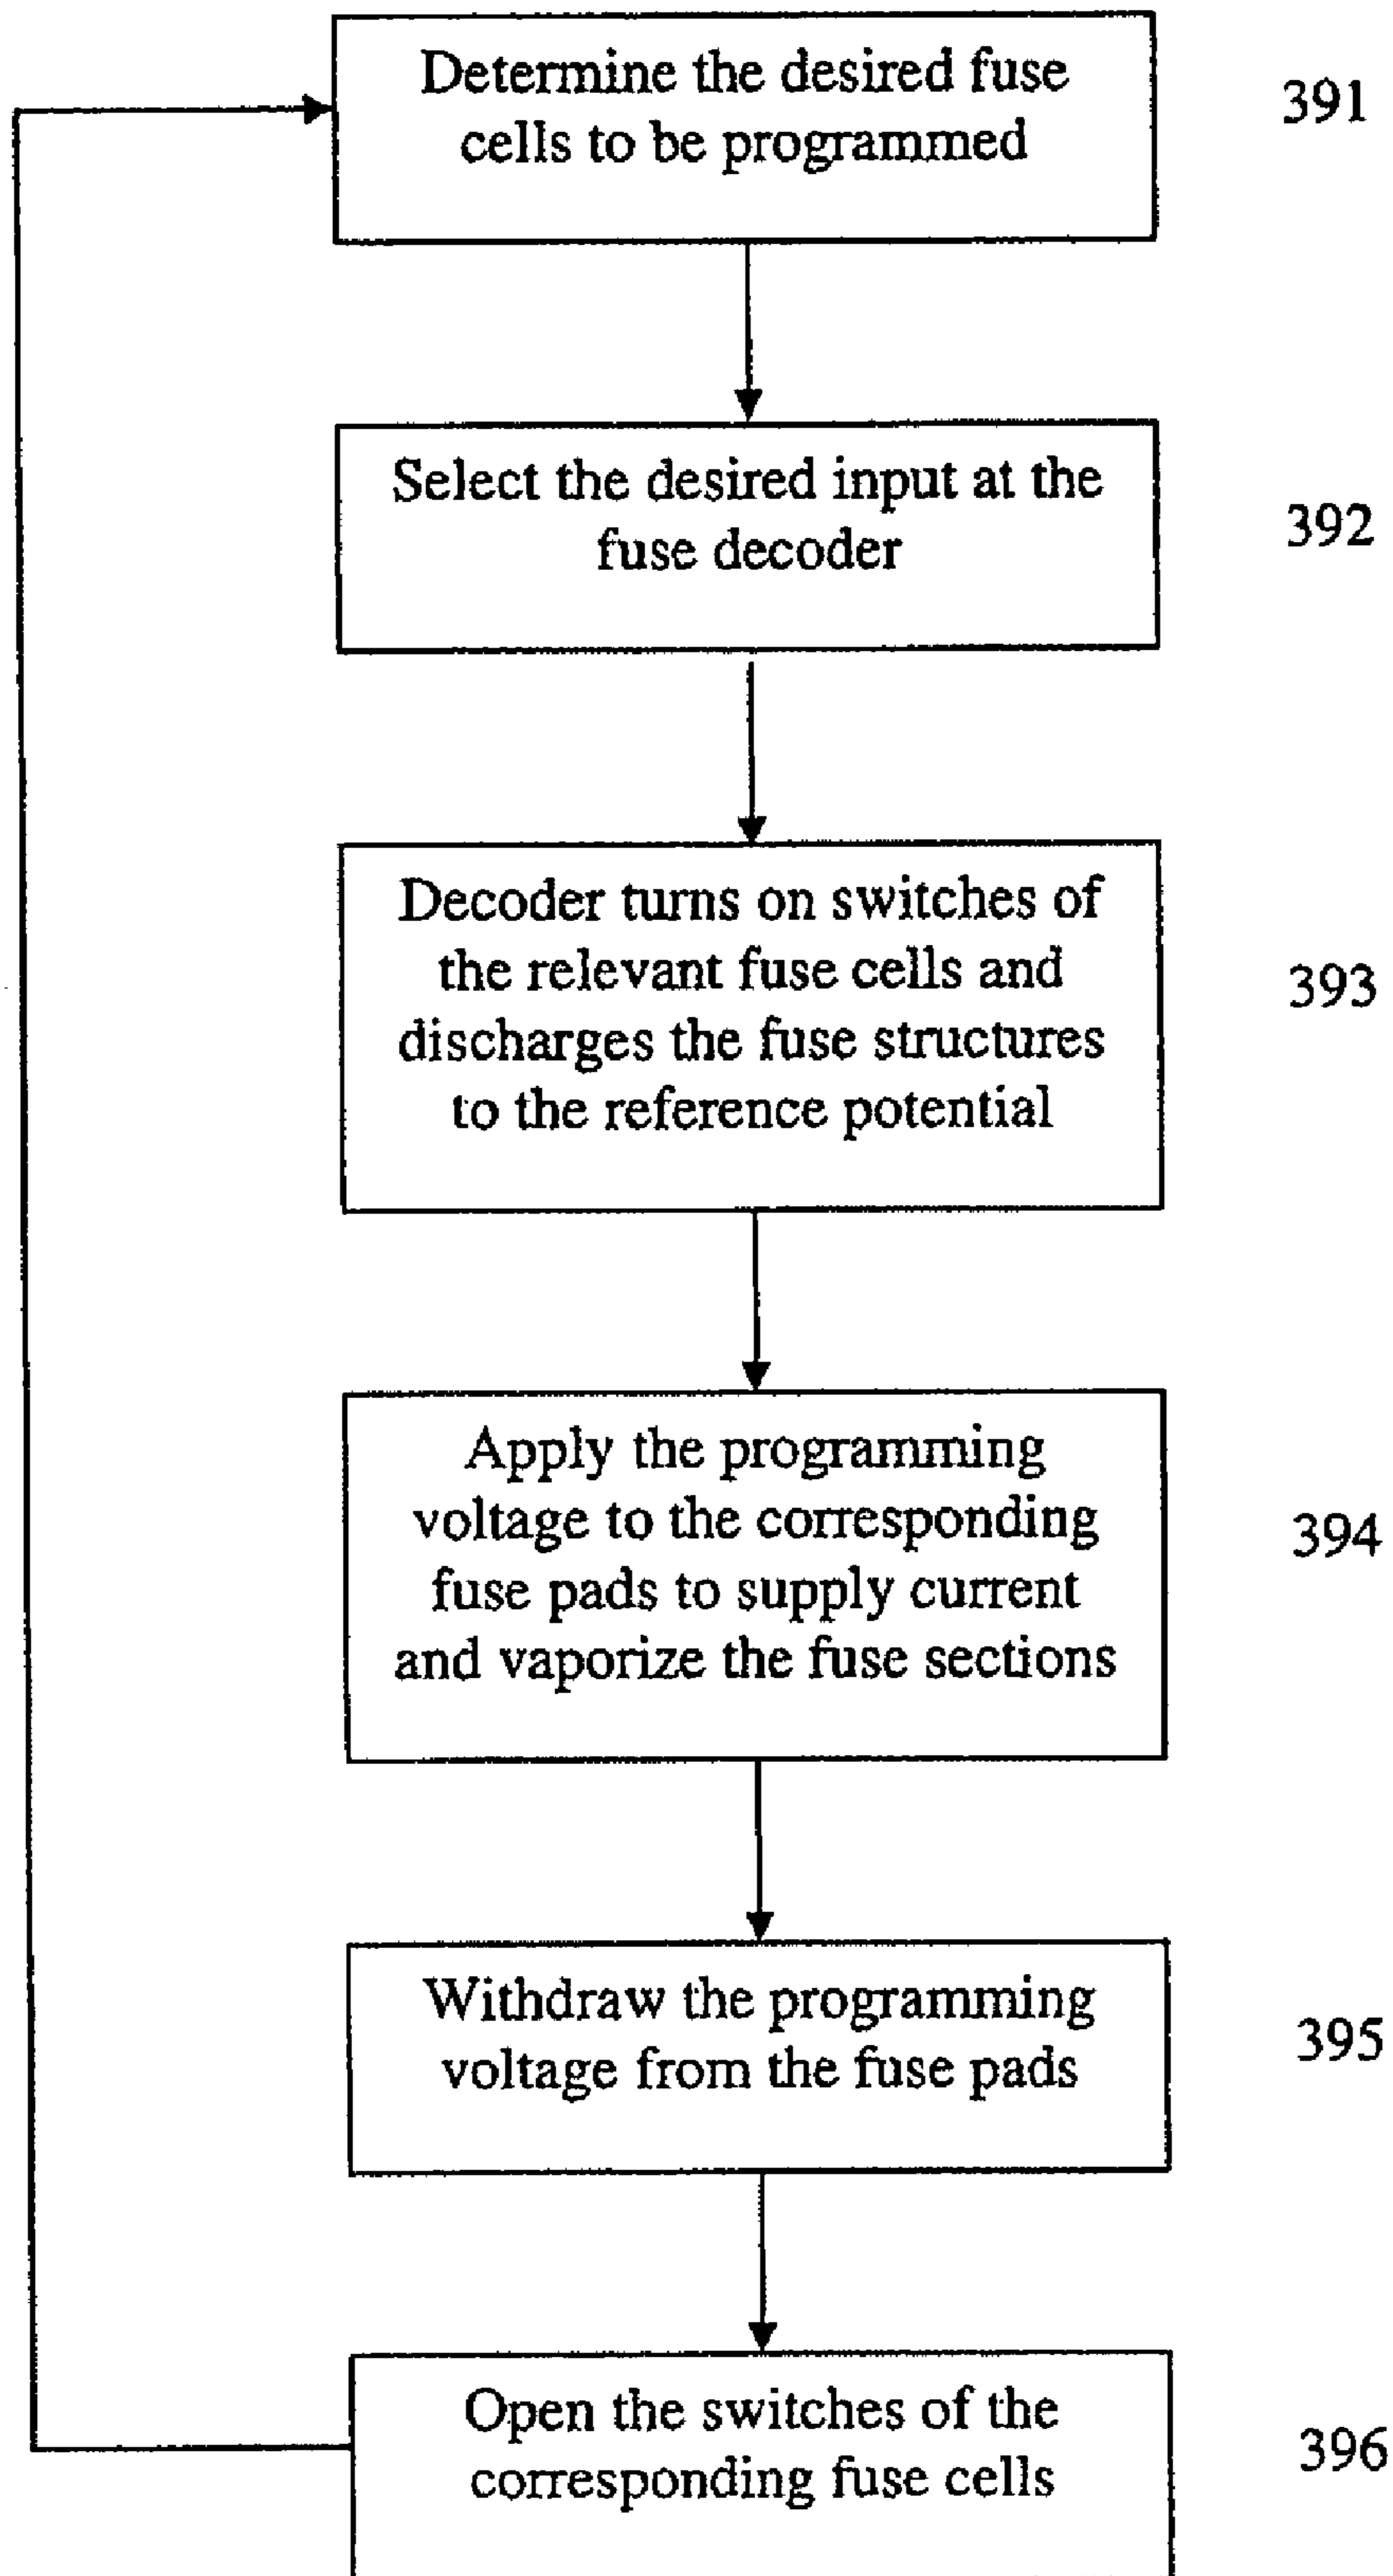 Determine the desired fuse
cells to be programmed
391
Select the desired input at the
fuse decoder
392
Decoder turns on switches of
the relevant fuse cells and
discharges the fuse structures
to the reference potential
393
Apply the programming
voltage to the corresponding
fuse pads to supply current
and vaporize the fuse sections
394
Withdraw the programming
voltage from the fuse pads
395
Open the switches of the
corresponding fuse cells
396